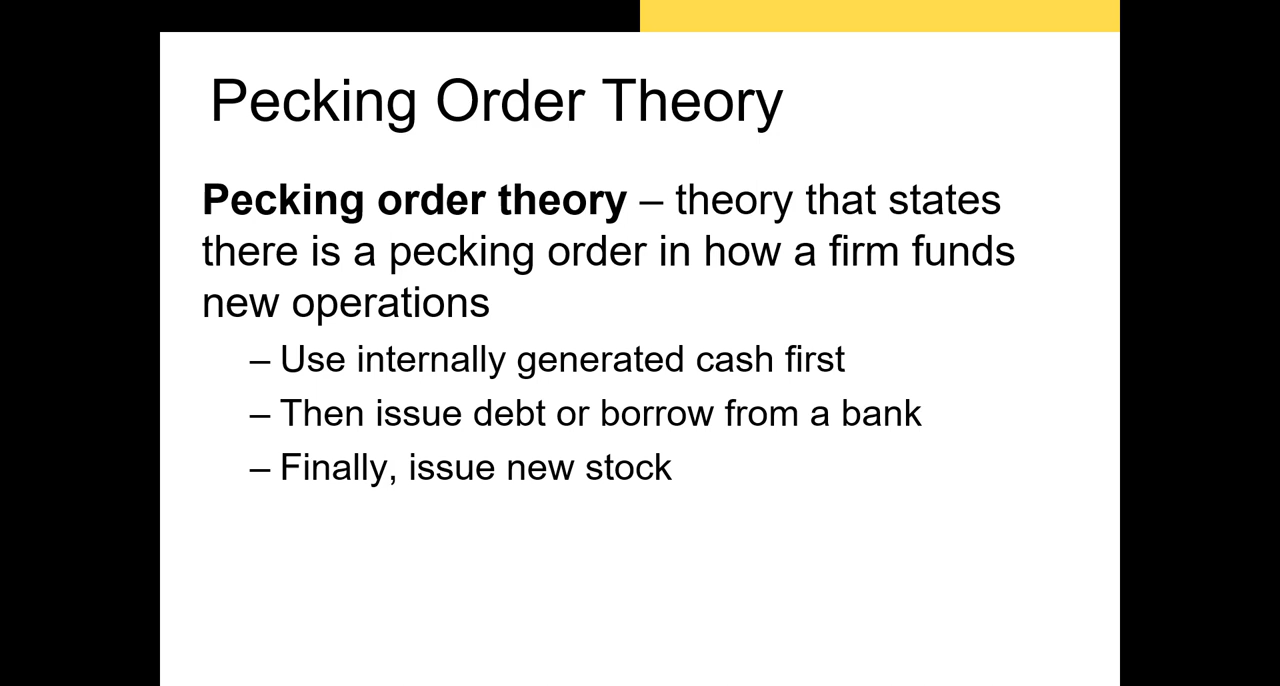 Pecking Order Theory
Pecking order theory – theory that states
there is a pecking order in how a firm funds
new operations
– Use internally generated cash first
– Then issue debt or borrow from a bank
– Finally, issue new stock